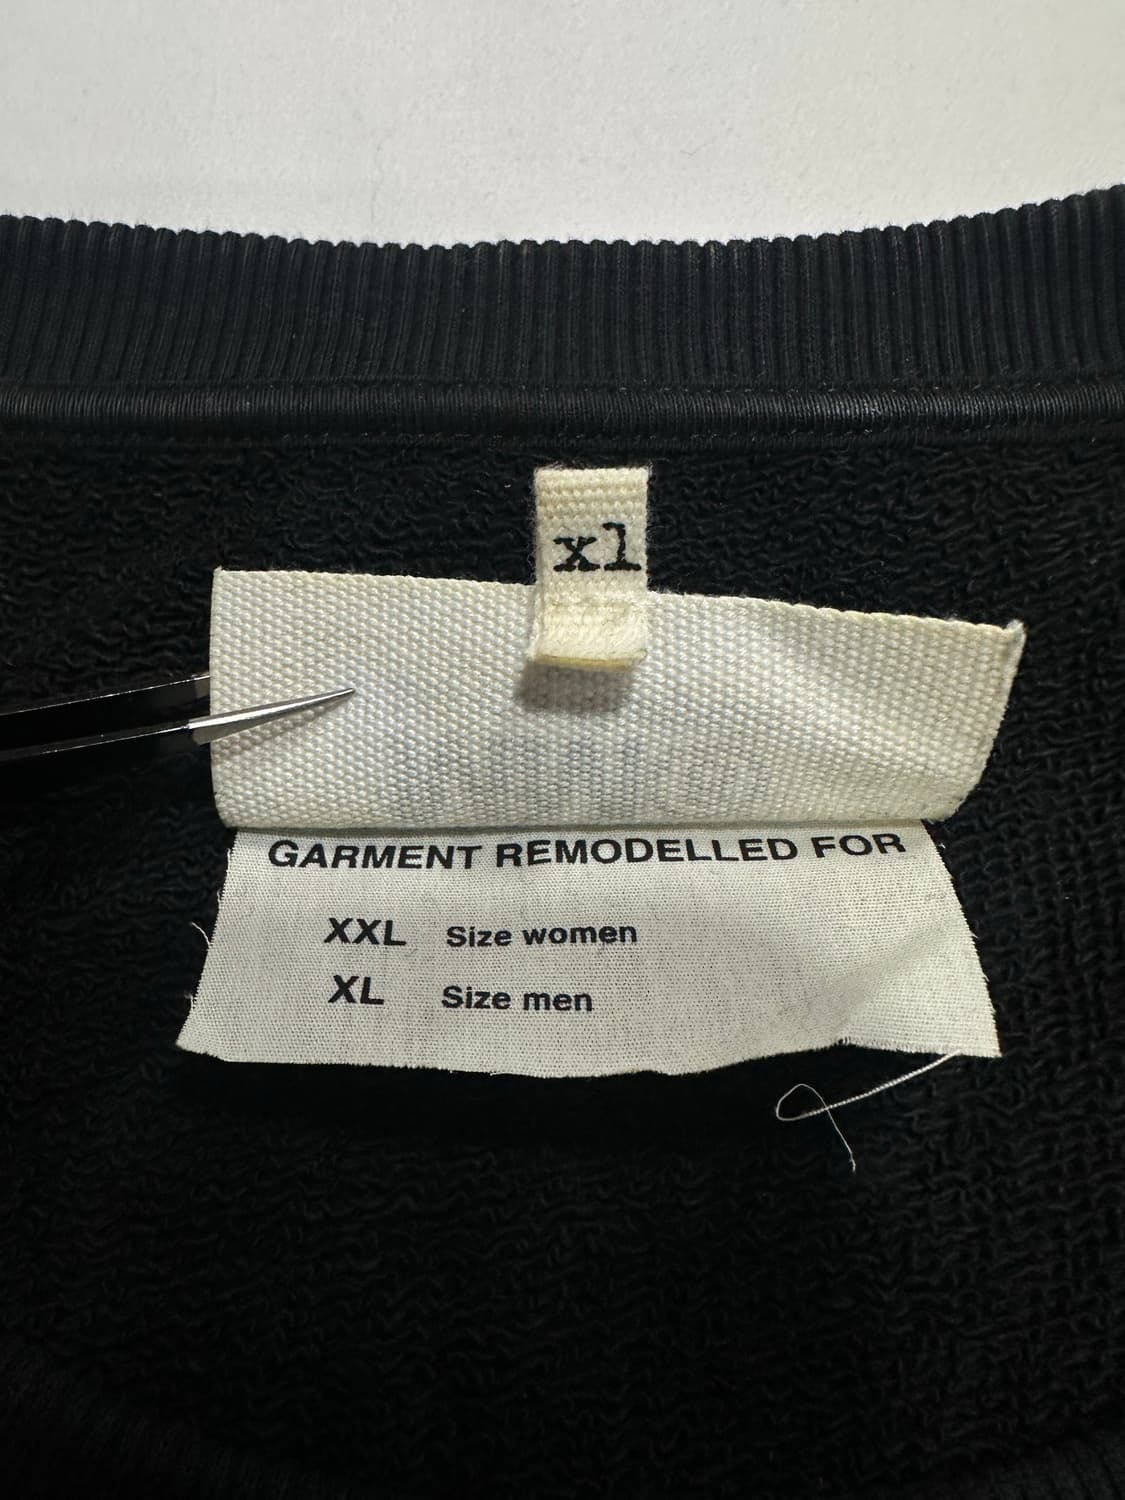 xl
GARMENT REMODELLED FOR
XXL Size women
XL Size men